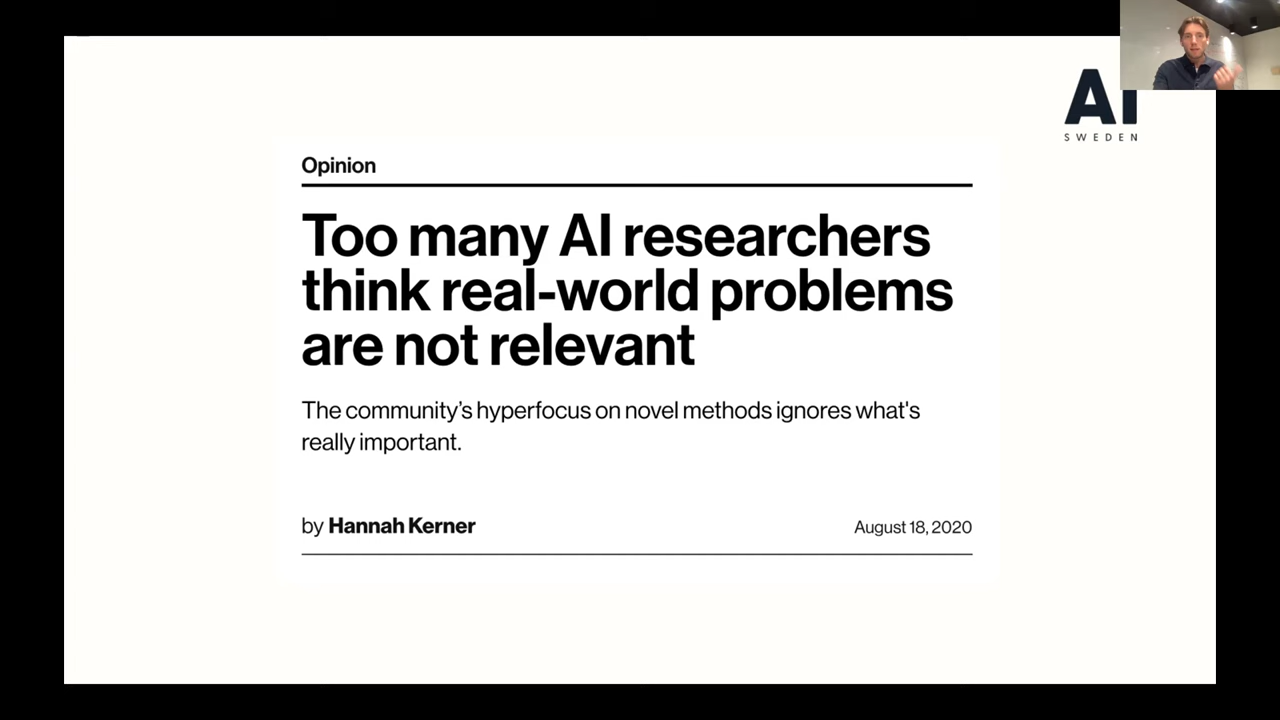 AI
SWEDEN
Opinion
Too many AI researchers
think real-world problems
are not relevant
The community's hyperfocus on novel methods ignores what's
really important.
by Hannah Kerner
August 18, 2020